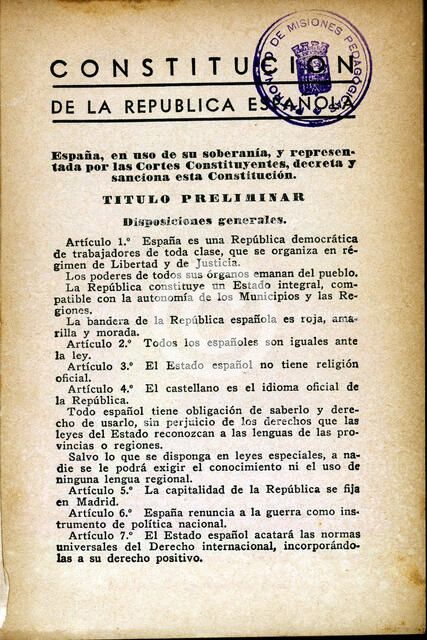 CONSTITUCION
DE LA REPUBLICA ESPAÑOLA
PATRONATO DE MISIONES PEDAGOGICAS
España, en uso de su soberanía, y represen-
tada por las Cortes Constituyentes, decreta y
sanciona esta Constitución.
TITULO PRELIMINAR
Disposiciones generales.
Artículo 1.º España es una República democrática
de trabajadores de toda clase, que se organiza en ré-
gimen de Libertad y de Justicia.
Los poderes de todos sus órganos emanan del pueblo.
La República constituye un Estado integral, com-
patible con la autonomía de los Municipios y las Re-
giones.
La bandera de la República española es roja, ama-
rilla y morada.
Artículo 2.º Todos los españoles son iguales ante
la ley.
Artículo 3.º El Estado español no tiene religión
oficial.
Artículo 4.º El castellano es el idioma oficial de
la República.
Todo español tiene obligación de saberlo y dere-
cho de usarlo, sin perjuicio de los derechos que las
leyes del Estado reconozcan a las lenguas de las pro-
vincias o regiones.
Salvo lo que se disponga en leyes especiales, a na-
die se le podrá exigir el conocimiento ni el uso de
ninguna lengua regional.
Artículo 5.º La capitalidad de la República se fija
en Madrid.
Artículo 6.º España renuncia a la guerra como ins-
trumento de política nacional.
Artículo 7.º El Estado español acatará las normas
universales del Derecho internacional, incorporándo-
las a su derecho positivo.